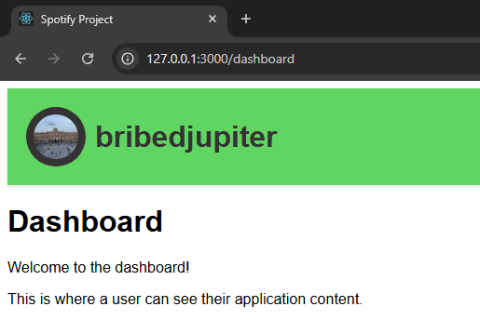 Spotify Project
127.0.0.1:3000/dashboard
bribedjupiter
Dashboard
Welcome to the dashboard!
This is where a user can see their application content.